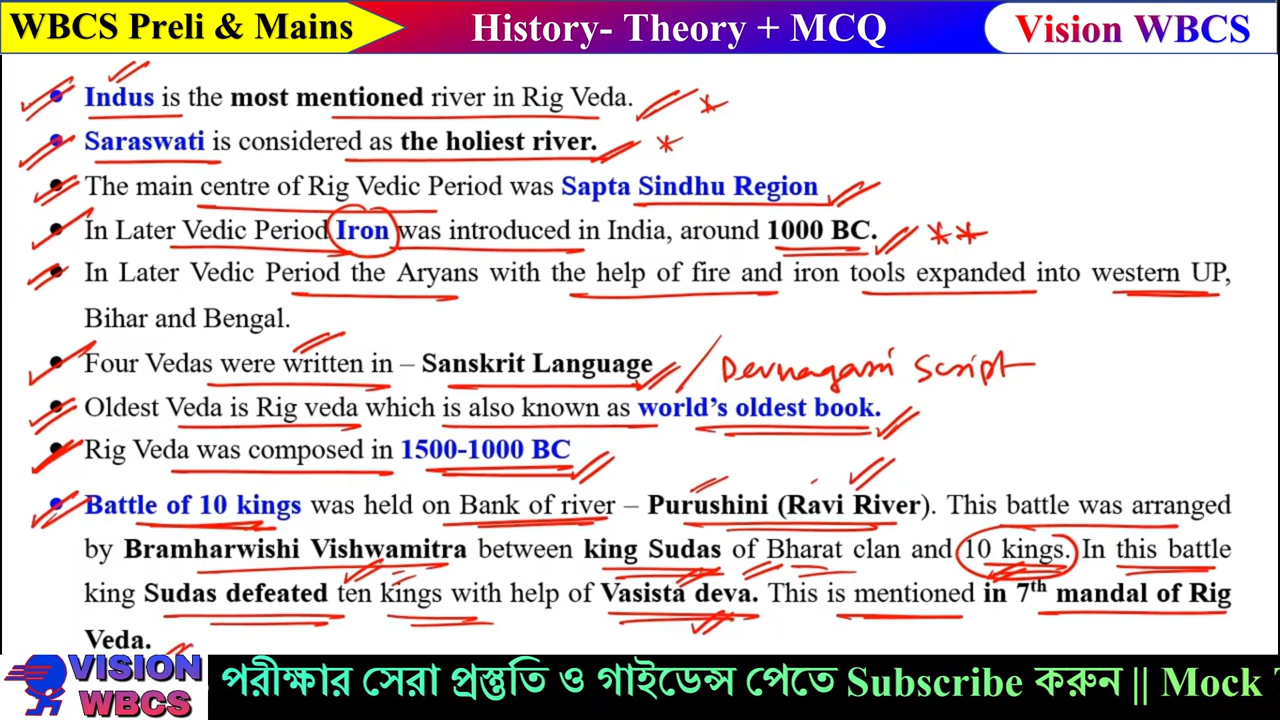 WBCS Preli & Mains
History- Theory + MCQ
Vision WBCS
Indus is the most mentioned river in Rig Veda.
Saraswati is considered as the holiest river.
The main centre of Rig Vedic Period was Sapta Sindhu Region
In Later Vedic Period Iron was introduced in India, around 1000 BC.
In Later Vedic Period the Aryans with the help of fire and iron tools expanded into western UP,
Bihar and Bengal.
Four Vedas were written in – Sanskrit Language / Devnagari Script
Oldest Veda is Rig veda which is also known as world's oldest book.
Rig Veda was composed in 1500-1000 BC
Battle of 10 kings was held on Bank of river – Purushini (Ravi River). This battle was arranged
by Bramharwishi Vishwamitra between king Sudas of Bharat clan and 10 kings. In this battle
king Sudas defeated ten kings with help of Vasista deva. This is mentioned in 7th mandal of Rig
Veda.
VISION
WBCS
পরীক্ষার সেরা প্রস্তুতি ও গাইডেন্স পেতে Subscribe করুন || Mock